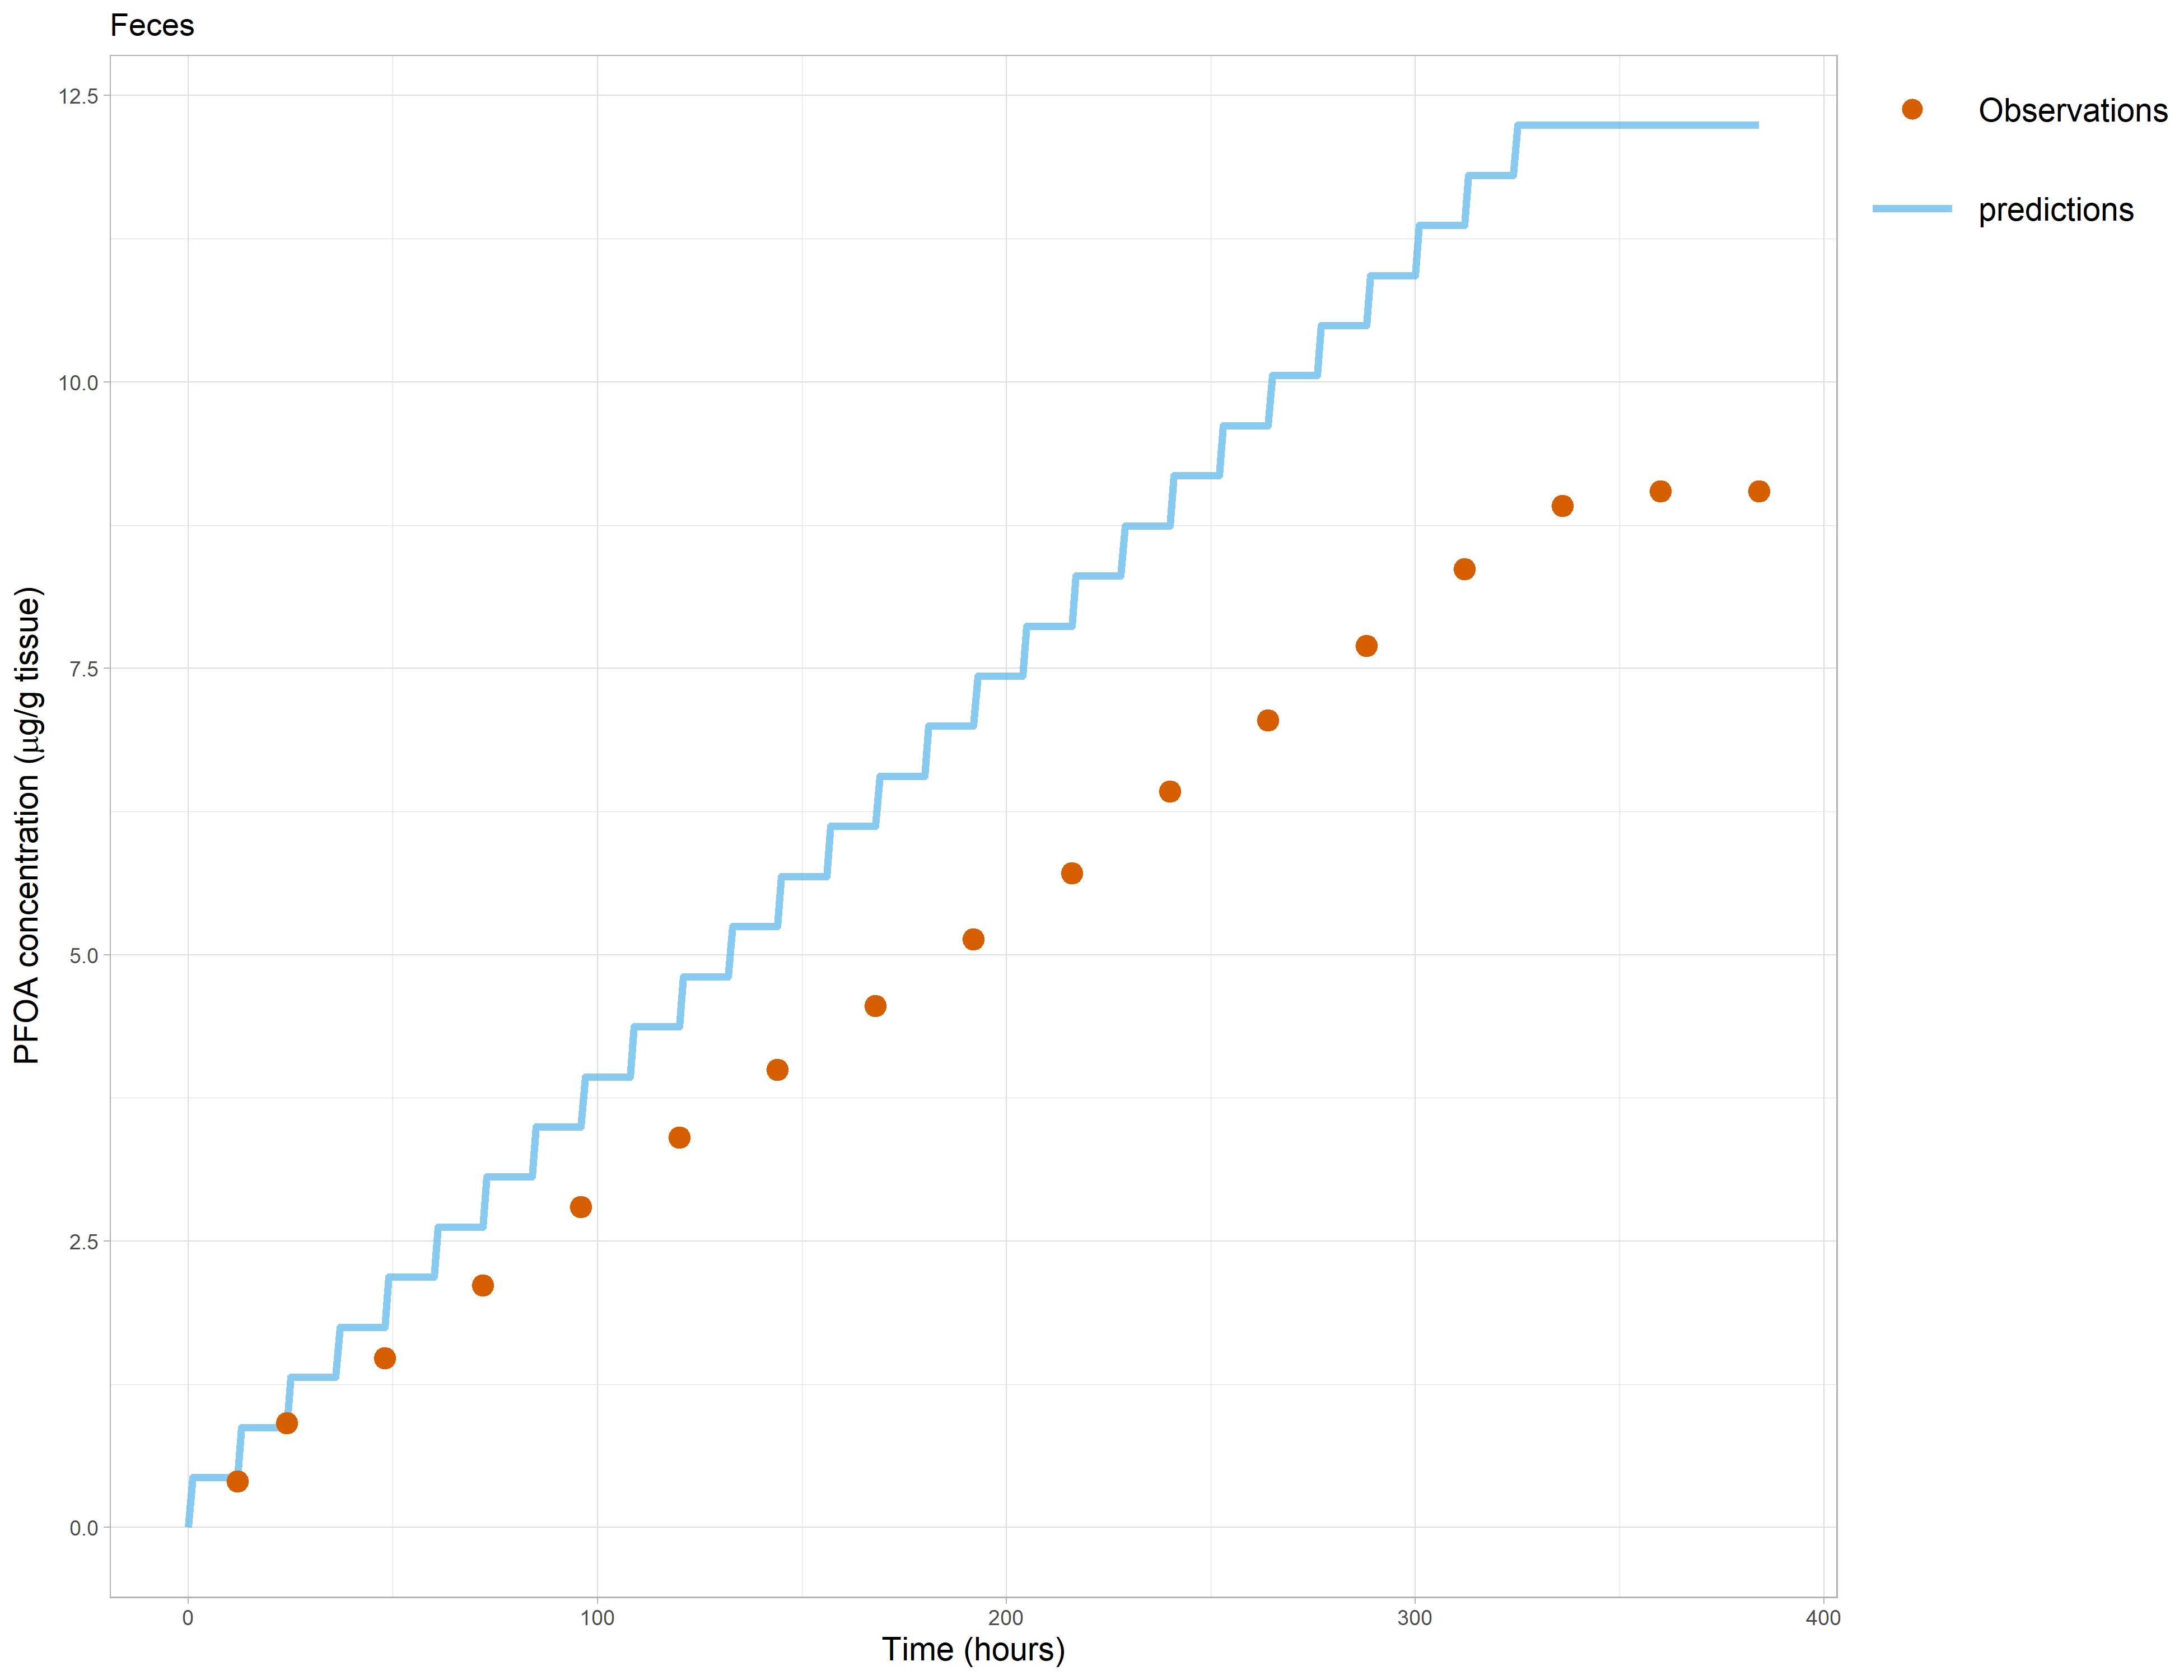 Feces
12.5
10.0
7.5
5.0
2.5
0.0
PFOA concentration (μg/g tissue)
0 100 200 300 400
Time (hours)
Observations
predictions